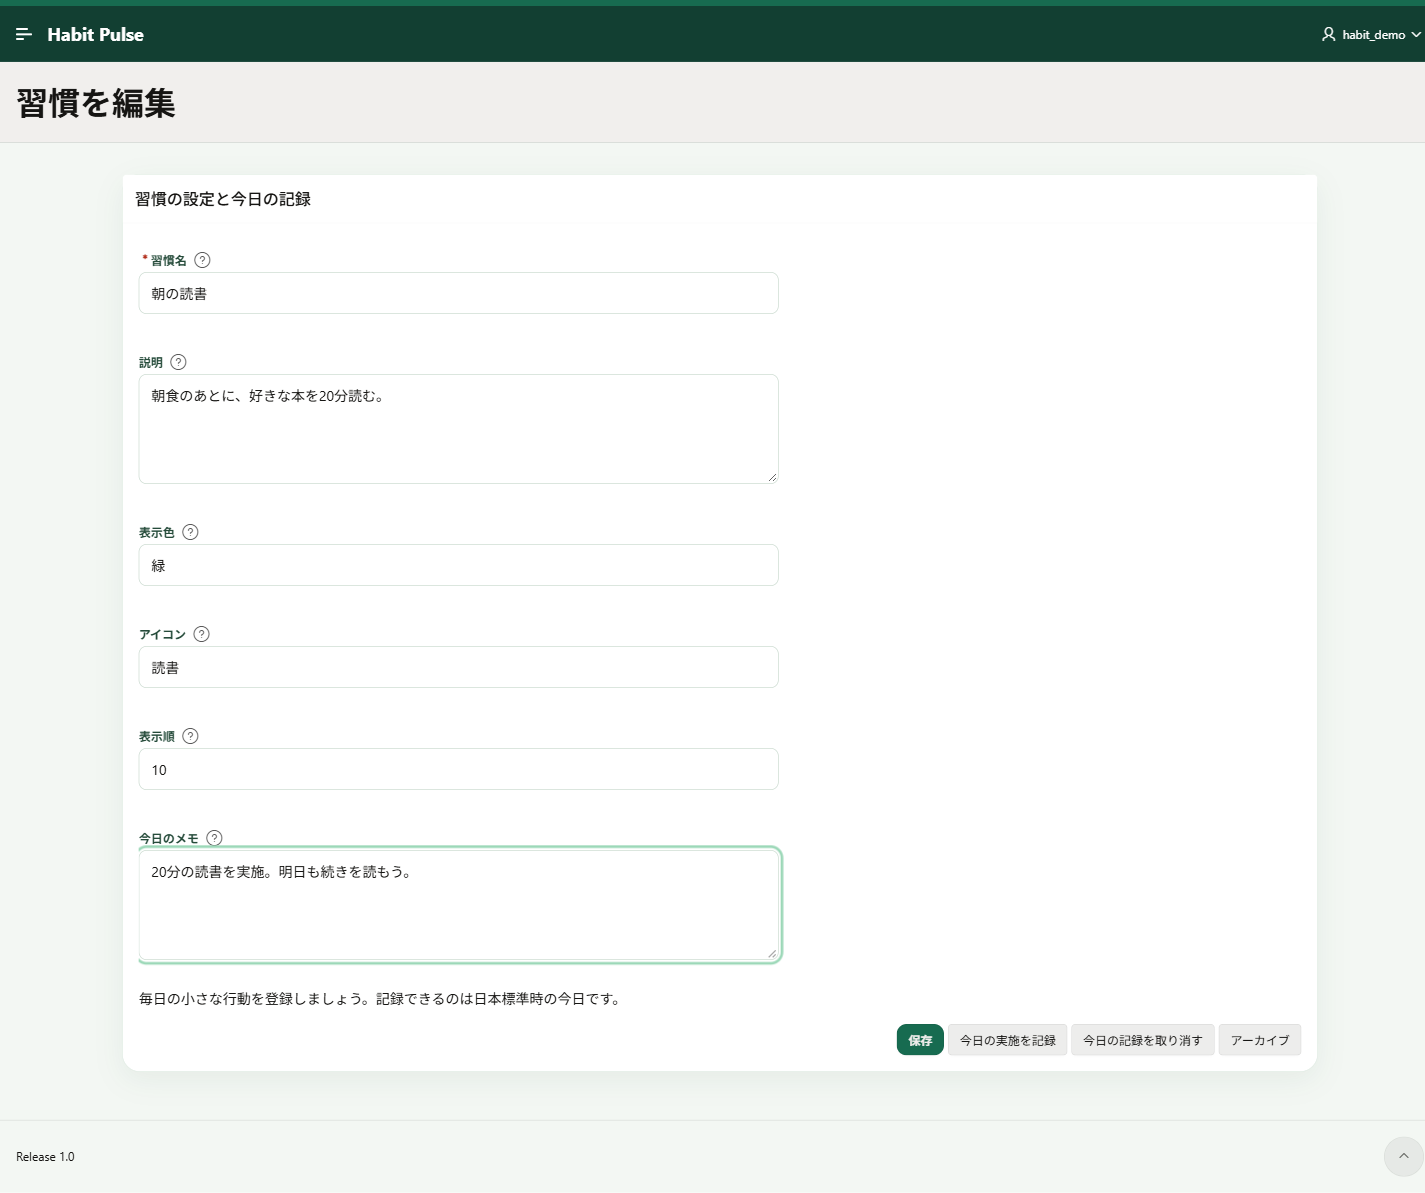 Habit Pulse
habit_demo
習慣を編集
習慣の設定と今日の記録
* 習慣名 ?
朝の読書
説明 ?
朝食のあとに、好きな本を20分読む。
表示色 ?
緑
アイコン ?
読書
表示順 ?
10
今日のメモ ?
20分の読書を実施。明日も続きを読もう。
毎日の小さな行動を登録しましょう。記録できるのは日本標準時の今日です。
保存 今日の実施を記録 今日の記録を取り消す アーカイブ
Release 1.0